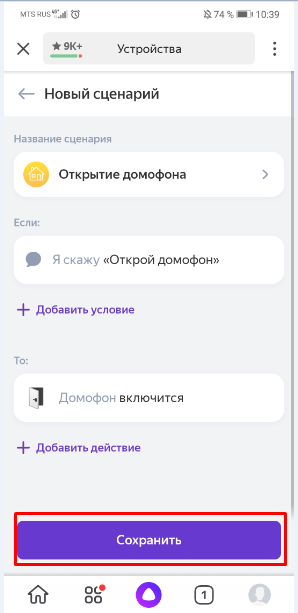 MTS RUS 74 % 10:39
9K+ Устройства
Новый сценарий
Название сценария
Открытие домофона
Если:
Я скажу «Открой домофон»
Добавить условие
То:
Домофон включится
Добавить действие
Сохранить
1